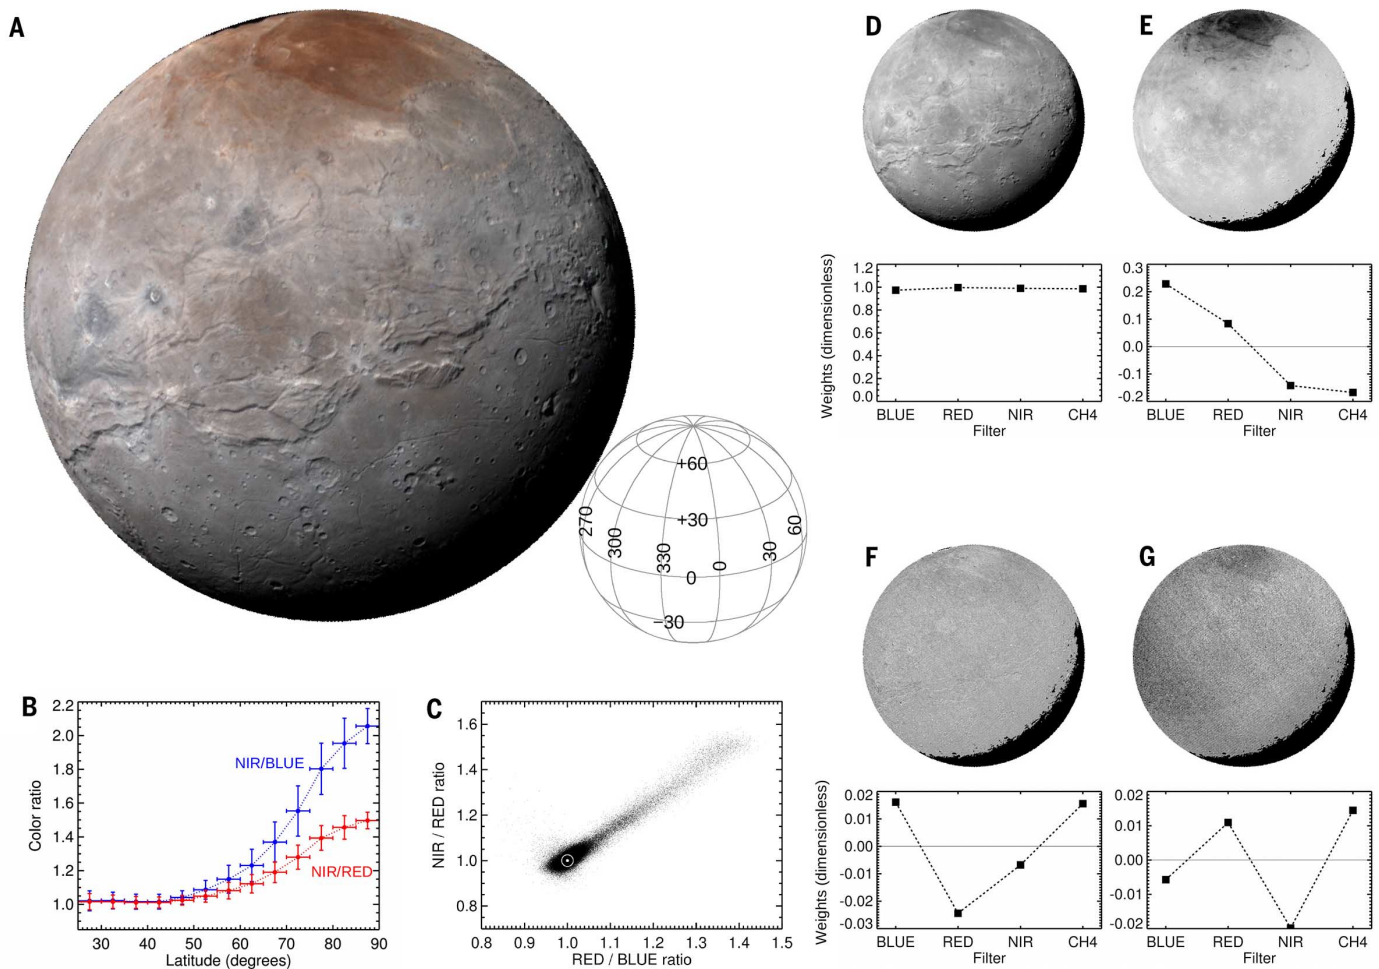 A
+60
+30
270
300
330
0
0
30
60
−30
B
2.2
2.0
1.8
1.6
1.4
1.2
1.0
Color ratio
NIR/BLUE
NIR/RED
30 40 50 60 70 80 90
Latitude (degrees)
C
1.6
1.4
1.2
1.0
0.8
NIR / RED ratio
0.8 0.9 1.0 1.1 1.2 1.3 1.4 1.5
RED / BLUE ratio
D
1.2
1.0
0.8
0.6
0.4
0.2
0.0
Weights (dimensionless)
BLUE RED NIR CH4
Filter
E
0.3
0.2
0.1
0.0
-0.1
-0.2
BLUE RED NIR CH4
Filter
F
0.02
0.01
0.00
-0.01
-0.02
-0.03
Weights (dimensionless)
BLUE RED NIR CH4
Filter
G
0.02
0.01
0.00
-0.01
-0.02
BLUE RED NIR CH4
Filter